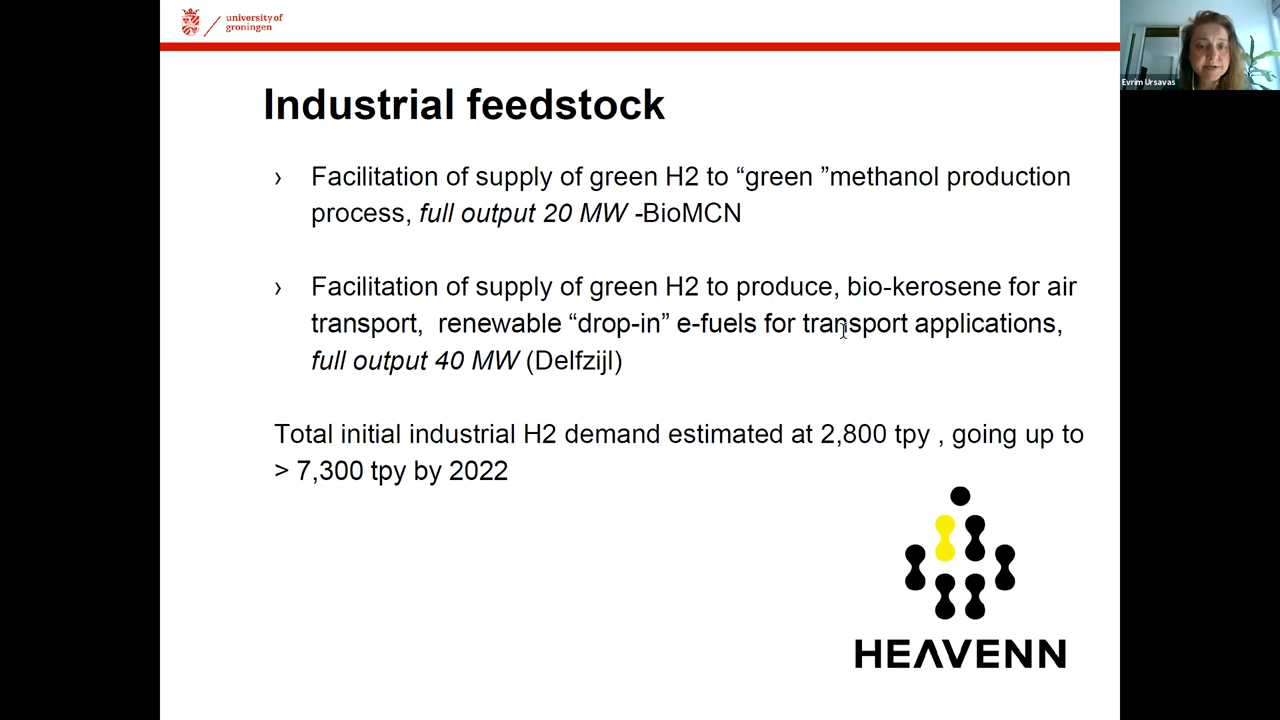 university of
groningen
Evrim Ursavas
Industrial feedstock
› Facilitation of supply of green H2 to “green ”methanol production
process, full output 20 MW -BioMCN
› Facilitation of supply of green H2 to produce, bio-kerosene for air
transport, renewable “drop-in” e-fuels for transport applications,
full output 40 MW (Delfzijl)
Total initial industrial H2 demand estimated at 2,800 tpy , going up to
> 7,300 tpy by 2022
HEAVENN